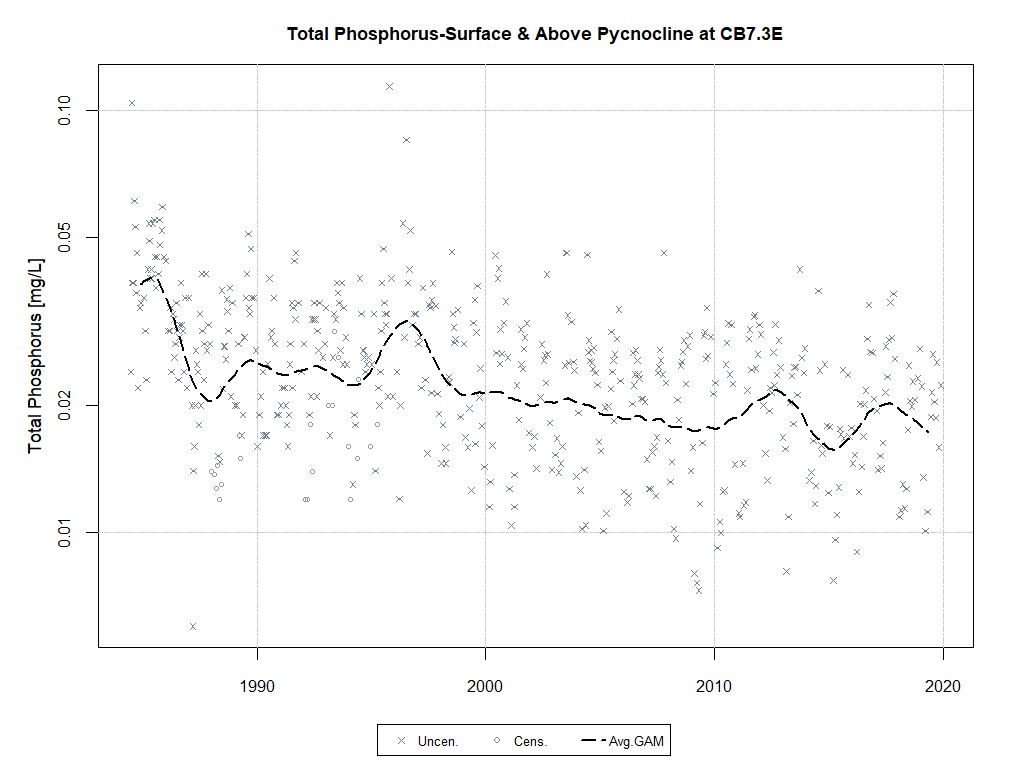 Total Phosphorus-Surface & Above Pycnocline at CB7.3E
Total Phosphorus [mg/L]
0.10
0.05
0.02
0.01
1990 2000 2010 2020
Uncen. Cens. Avg.GAM